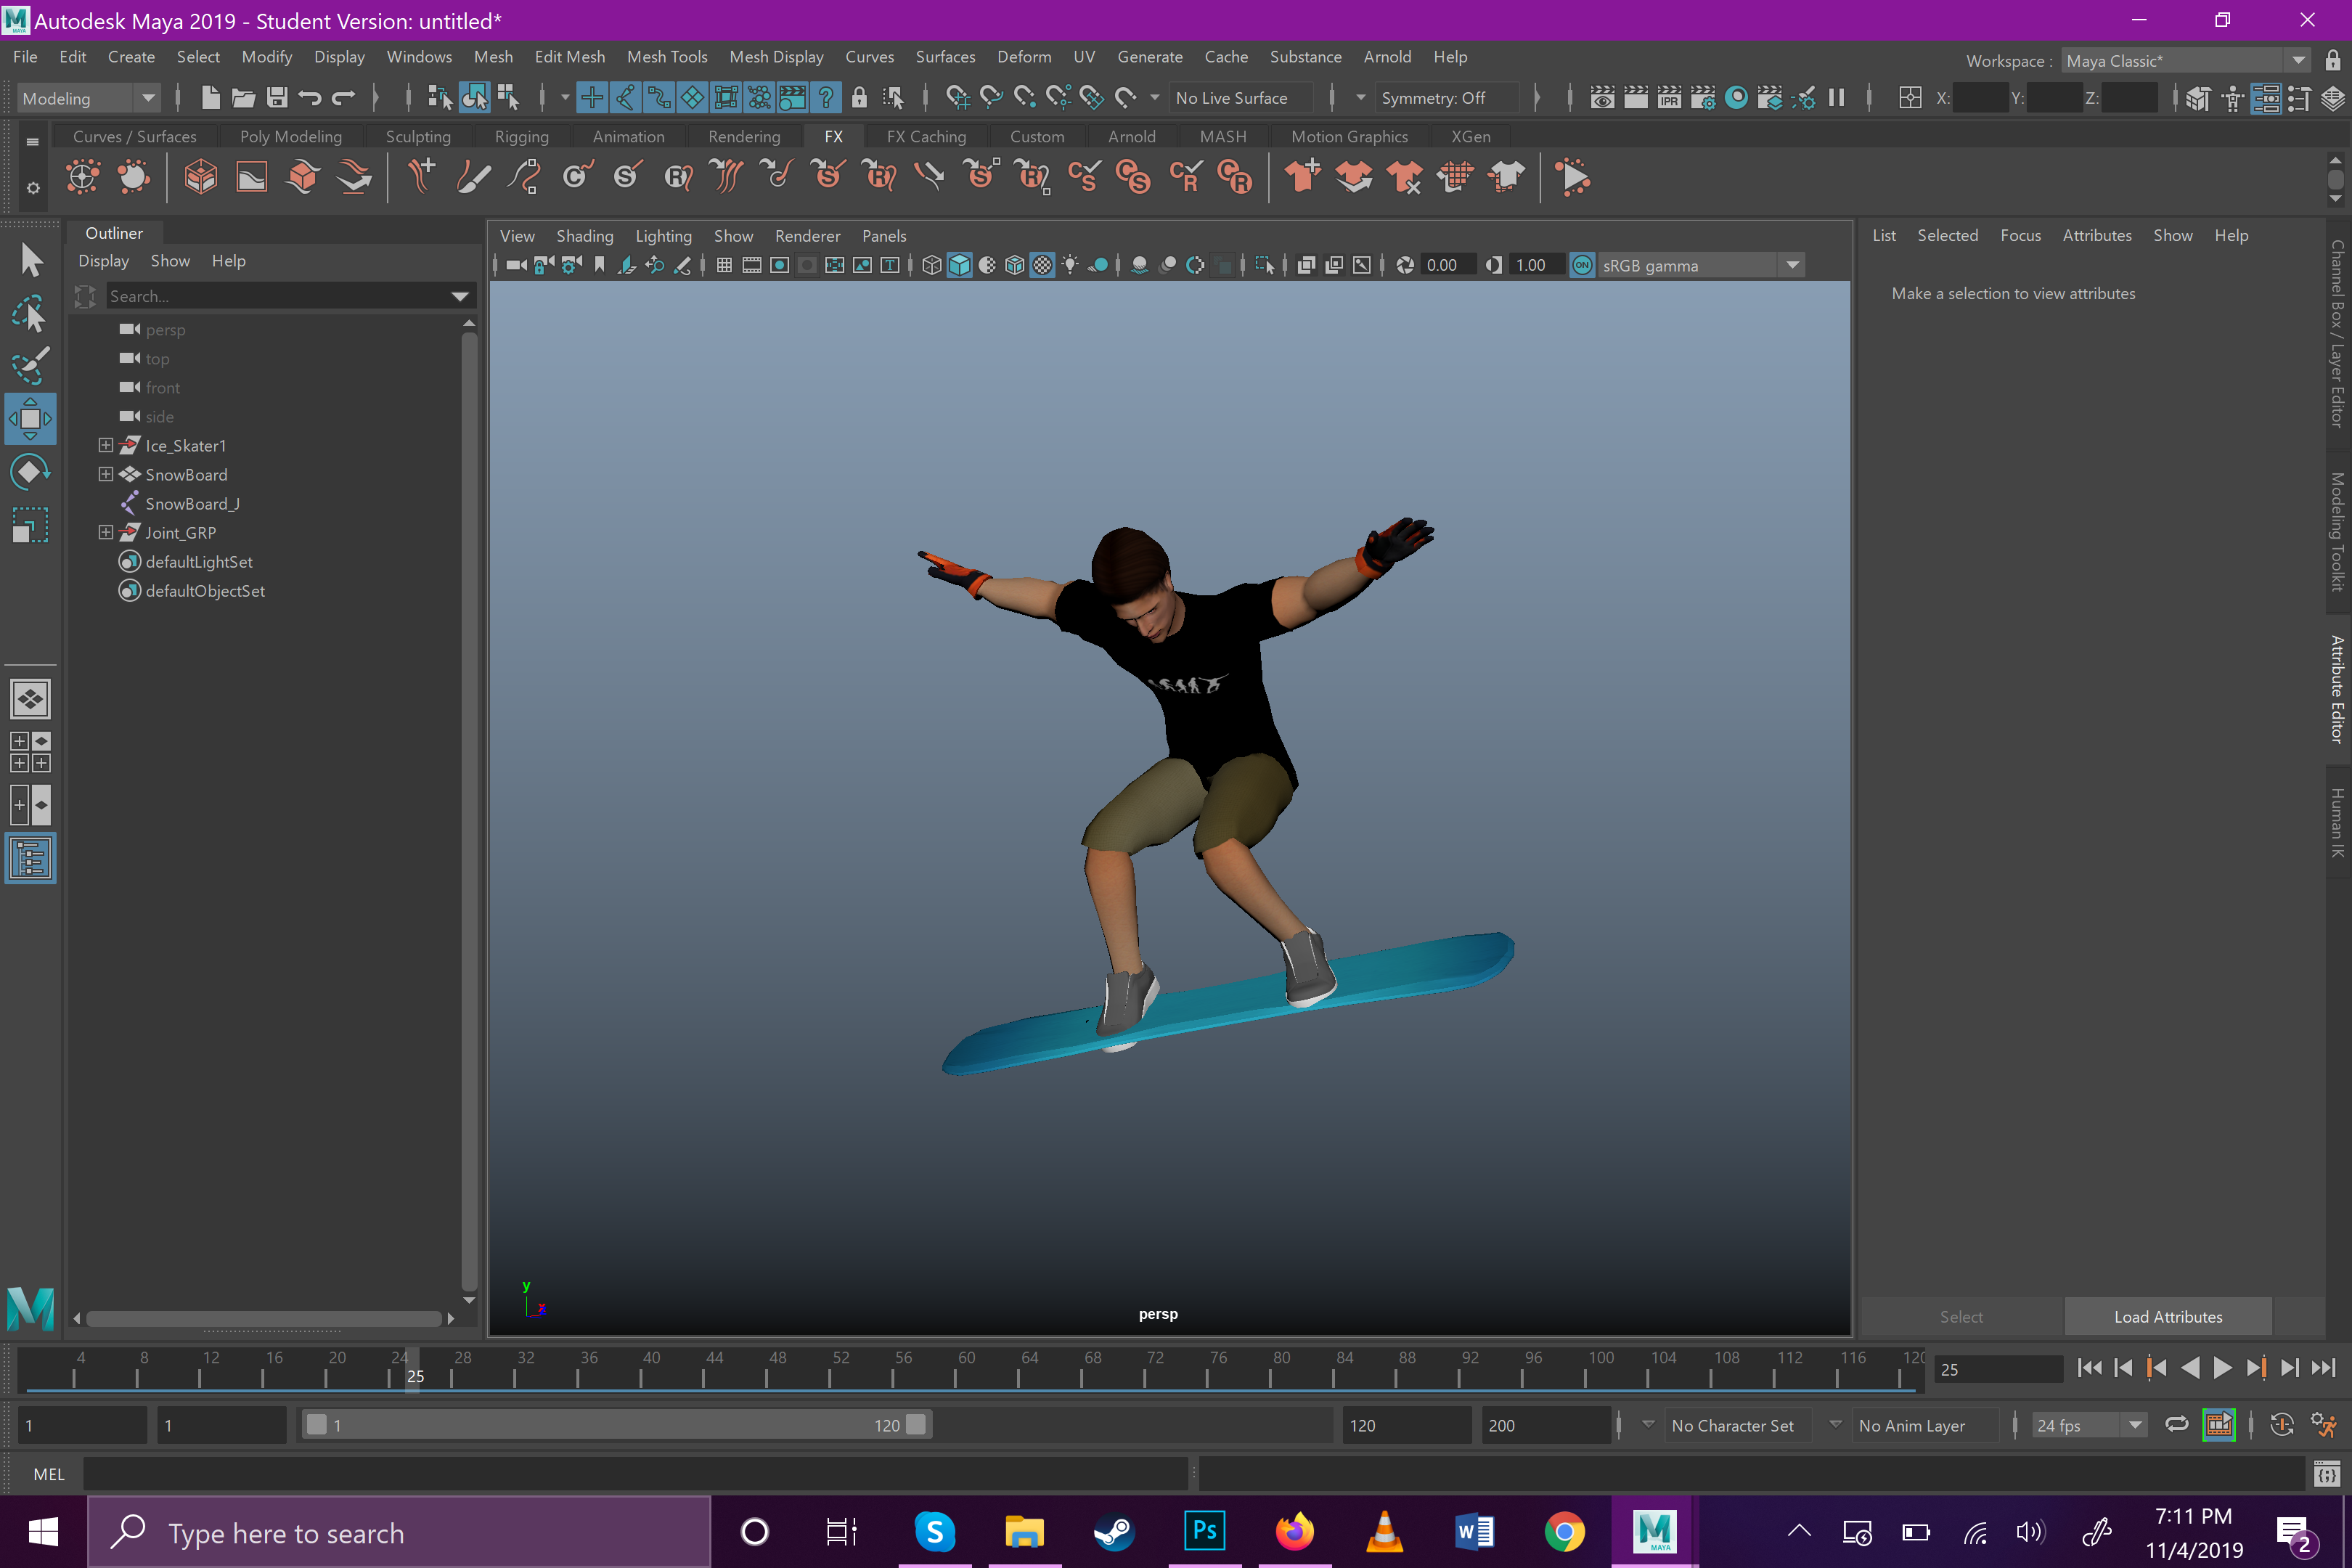 Autodesk Maya 2019 - Student Version: untitled*
File Edit Create Select Modify Display Windows Mesh Edit Mesh Mesh Tools Mesh Display Curves Surfaces Deform UV Generate Cache Substance Arnold Help
Workspace : Maya Classic*
Modeling
IPR
No Live Surface
Symmetry: Off
X: Y: Z:
Curves / Surfaces Poly Modeling Sculpting Rigging Animation Rendering FX FX Caching Custom Arnold MASH Motion Graphics XGen
Outliner
Display Show Help
Search...
persp
top
front
side
Ice_Skater1
SnowBoard
SnowBoard_J
Joint_GRP
defaultLightSet
defaultObjectSet
View Shading Lighting Show Renderer Panels
0.00 1.00 ON sRGB gamma
y
x
persp
List Selected Focus Attributes Show Help
Make a selection to view attributes
Select Load Attributes
Channel Box / Layer Editor
Modeling Toolkit
Attribute Editor
Human IK
4 8 12 16 20 24 28 32 36 40 44 48 52 56 60 64 68 72 76 80 84 88 92 96 100 104 108 112 116 120
25
25
1 1 1 120 120 200 No Character Set No Anim Layer 24 fps
MEL
Type here to search
S
Ps
W
M
MAYA
7:11 PM
11/4/2019
2